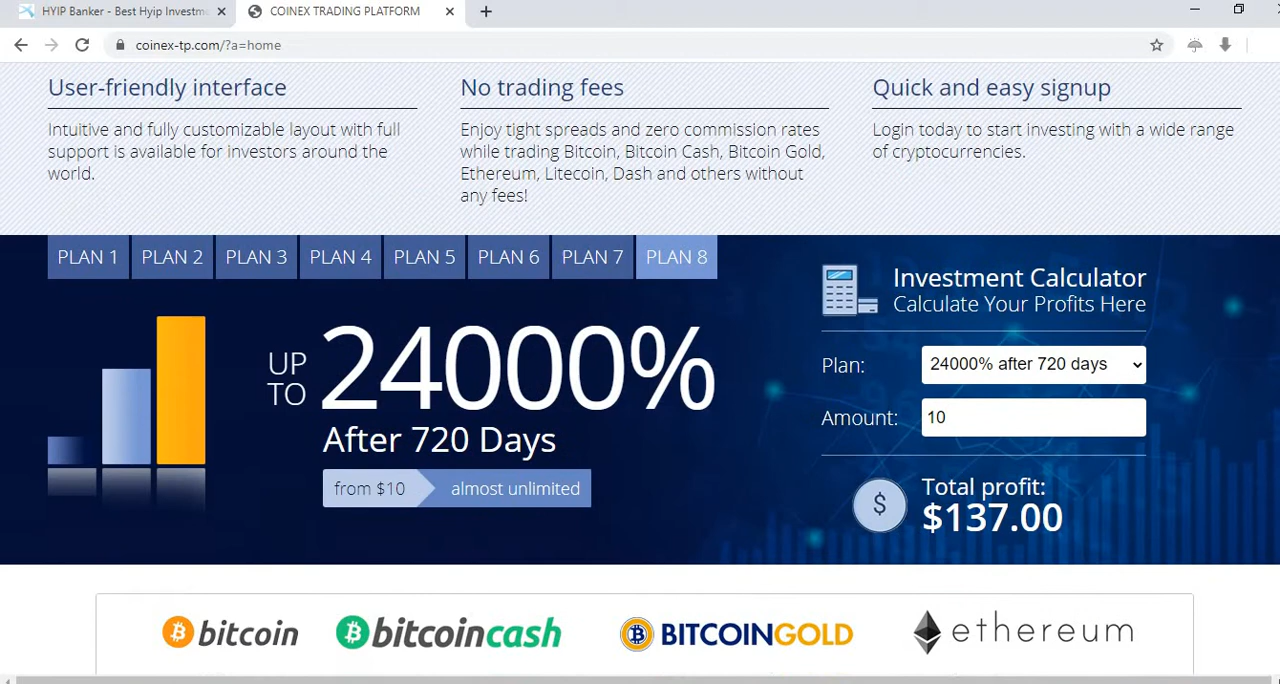 HYIP Banker - Best Hyip Investm
COINEX TRADING PLATFORM
coinex-tp.com/?a=home
User-friendly interface
Intuitive and fully customizable layout with full
support is available for investors around the
world.
No trading fees
Enjoy tight spreads and zero commission rates
while trading Bitcoin, Bitcoin Cash, Bitcoin Gold,
Ethereum, Litecoin, Dash and others without
any fees!
Quick and easy signup
Login today to start investing with a wide range
of cryptocurrencies.
PLAN 1 PLAN 2 PLAN 3 PLAN 4 PLAN 5 PLAN 6 PLAN 7 PLAN 8
UP
TO
24000%
After 720 Days
from $10 almost unlimited
Investment Calculator
Calculate Your Profits Here
Plan: 24000% after 720 days
Amount: 10
$
Total profit:
$137.00
bitcoin bitcoincash BITCOINGOLD ethereum